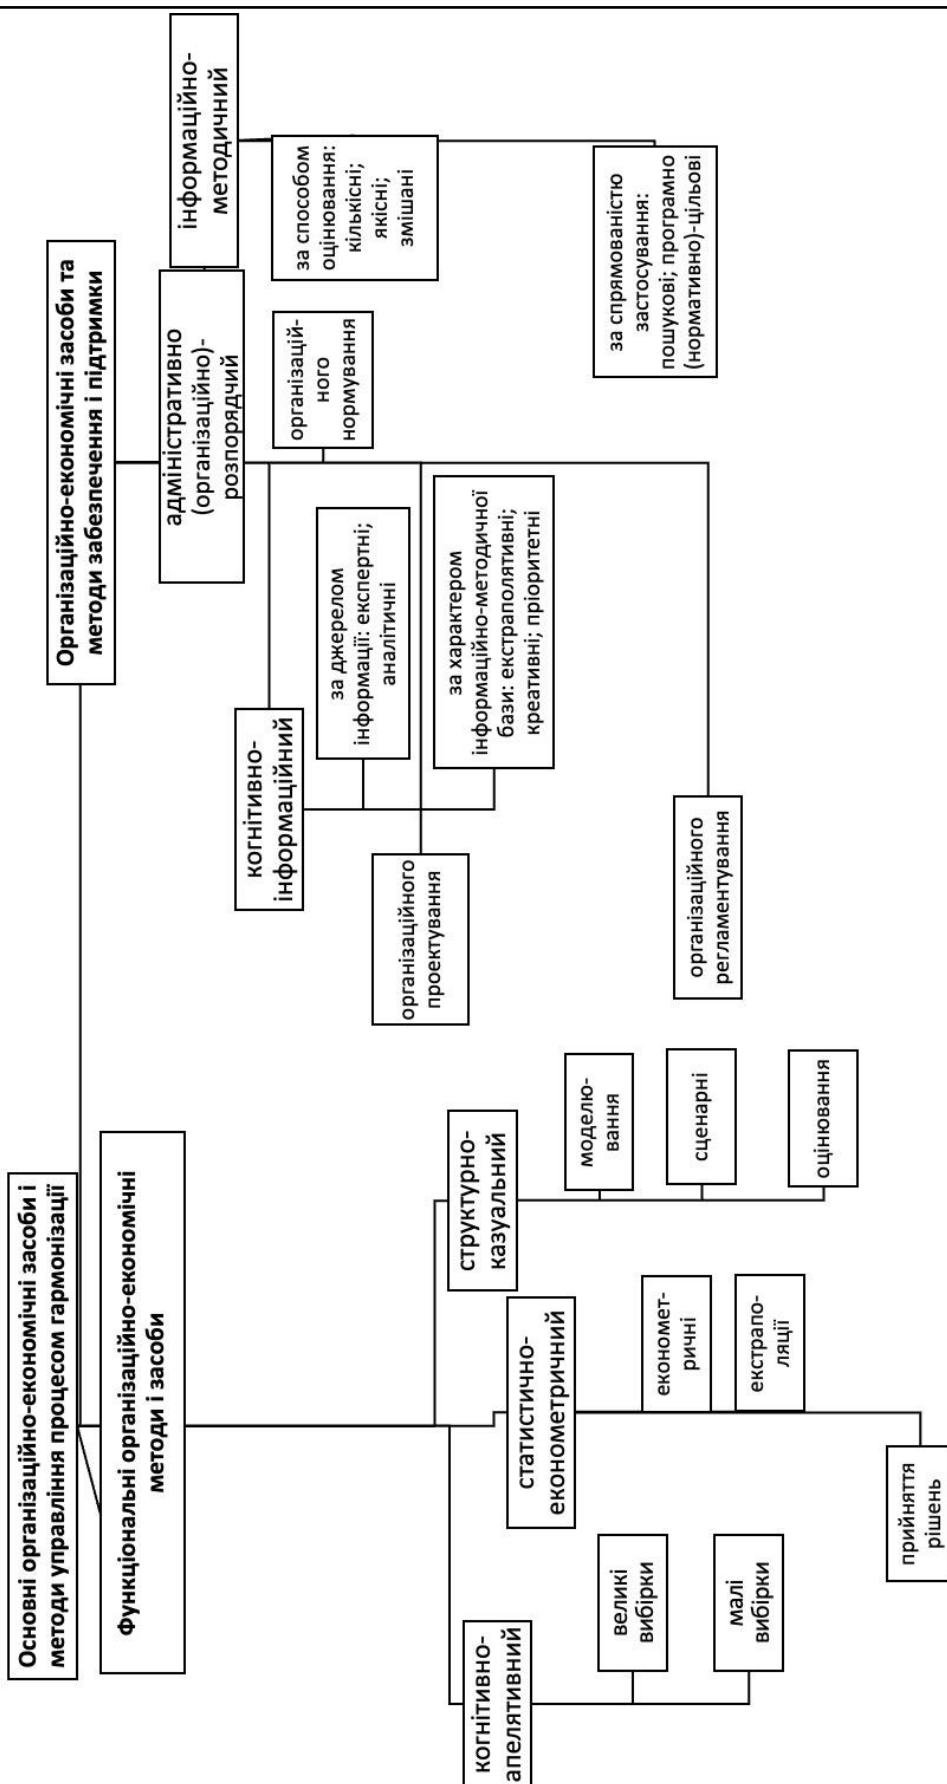 Основні організаційно-економічні засоби і
методи управління процесом гармонізації
Функціональні організаційно-економічні
методи і засоби
когнітивно-
апелятивний
великі
вибірки
малі
вибірки
статистично-
економетричний
економет-
ричні
екстрапо-
ляції
прийняття
рішень
структурно-
казуальний
моделю-
вання
сценарні
оцінювання
Організаційно-економічні засоби та
методи забезпечення і підтримки
когнітивно-
інформаційний
за джерелом
інформації: експертні;
аналітичні
за характером
інформаційно-методичної
бази: екстраполятивні;
креативні; пріоритетні
адміністративно
(організаційно)-
розпорядчий
організацій-
ного
нормування
організаційного
проектування
організаційного
регламентування
інформаційно-
методичний
за способом
оцінювання:
кількісні;
якісні;
змішані
за спрямованістю
застосування:
пошукові; програмно
(нормативно)-цільові